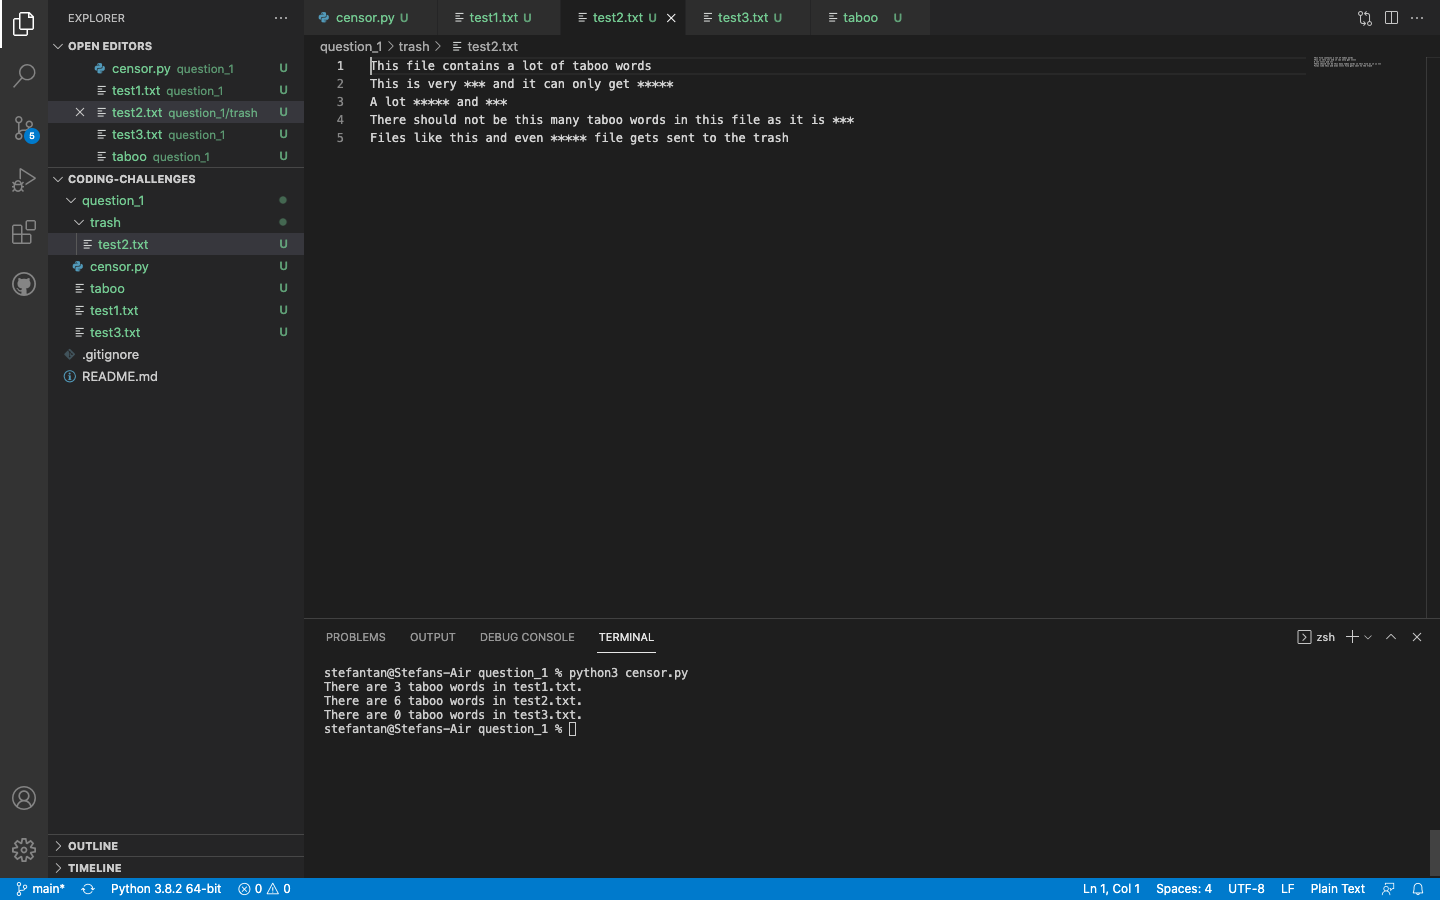 EXPLORER
OPEN EDITORS
censor.py question_1 U
test1.txt question_1 U
test2.txt question_1/trash U
test3.txt question_1 U
taboo question_1 U
CODING-CHALLENGES
question_1
trash
test2.txt U
censor.py U
taboo U
test1.txt U
test3.txt U
.gitignore
README.md
OUTLINE
TIMELINE
5
censor.py U test1.txt U test2.txt U test3.txt U taboo U
question_1 > trash > test2.txt
1 This file contains a lot of taboo words
2 This is very *** and it can only get *****
3 A lot ***** and ***
4 There should not be this many taboo words in this file as it is ***
5 Files like this and even ***** file gets sent to the trash
PROBLEMS OUTPUT DEBUG CONSOLE TERMINAL zsh
stefantan@Stefans-Air question_1 % python3 censor.py
There are 3 taboo words in test1.txt.
There are 6 taboo words in test2.txt.
There are 0 taboo words in test3.txt.
stefantan@Stefans-Air question_1 %
main* Python 3.8.2 64-bit 0 0 Ln 1, Col 1 Spaces: 4 UTF-8 LF Plain Text